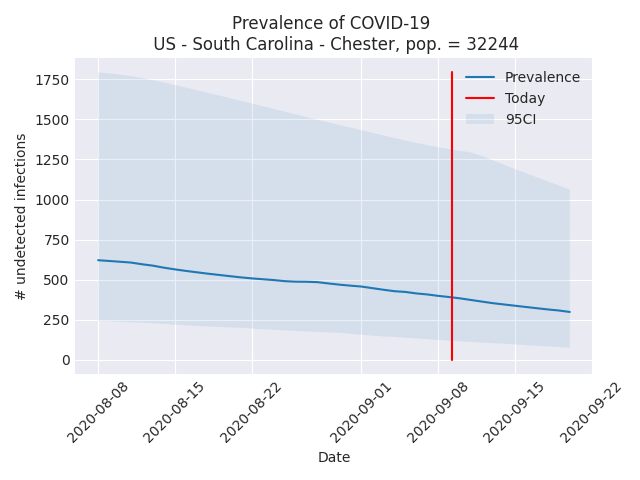 Prevalence of COVID-19
US - South Carolina - Chester, pop. = 32244
Prevalence
Today
95CI
1750
1500
1250
1000
750
500
250
0
# undetected infections
2020-08-08
2020-08-15
2020-08-22
2020-09-01
2020-09-08
2020-09-15
2020-09-22
Date